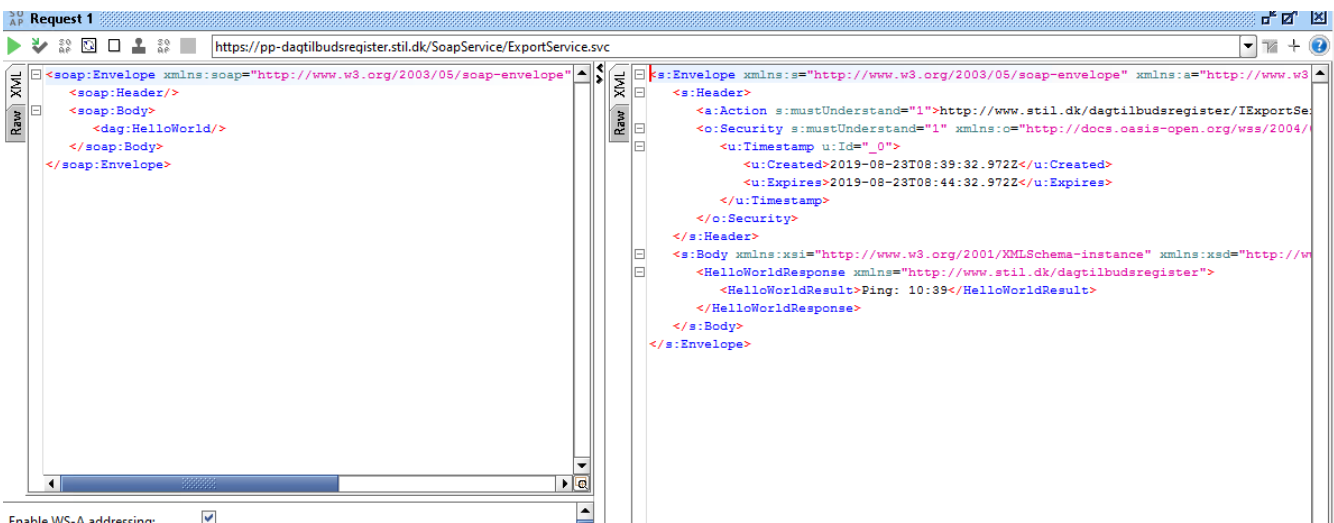 SO AP Request 1
https://pp-dagtilbudsregister.stil.dk/SoapService/ExportService.svc
XML
Raw
<soap:Envelope xmlns:soap="http://www.w3.org/2003/05/soap-envelope"
<soap:Header/>
<soap:Body>
<dag:HelloWorld/>
</soap:Body>
</soap:Envelope>
Enable WS-A addressing:
XML
Raw
<s:Envelope xmlns:s="http://www.w3.org/2003/05/soap-envelope" xmlns:a="http://www.w3
<s:Header>
<a:Action s:mustUnderstand="1">http://www.stil.dk/dagtilbudsregister/IExportSe
<o:Security s:mustUnderstand="1" xmlns:o="http://docs.oasis-open.org/wss/2004/
<u:Timestamp u:Id="_0">
<u:Created>2019-08-23T08:39:32.972Z</u:Created>
<u:Expires>2019-08-23T08:44:32.972Z</u:Expires>
</u:Timestamp>
</o:Security>
</s:Header>
<s:Body xmlns:xsi="http://www.w3.org/2001/XMLSchema-instance" xmlns:xsd="http://w
<HelloWorldResponse xmlns="http://www.stil.dk/dagtilbudsregister">
<HelloWorldResult>Ping: 10:39</HelloWorldResult>
</HelloWorldResponse>
</s:Body>
</s:Envelope>